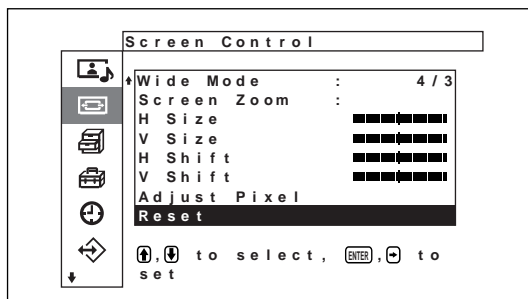 Screen Control
Wide Mode : 4/3
Screen Zoom :
H Size
V Size
H Shift
V Shift
Adjust Pixel
Reset
, to select, ENTER, to
set